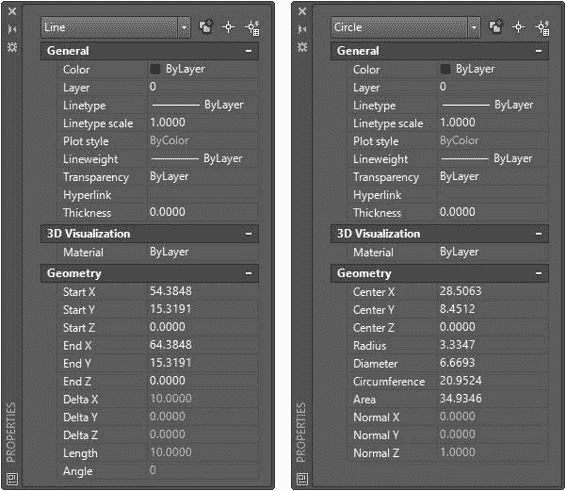 Line
General
Color ByLayer
Layer 0
Linetype ByLayer
Linetype scale 1.0000
Plot style ByColor
Lineweight ByLayer
Transparency ByLayer
Hyperlink
Thickness 0.0000
3D Visualization
Material ByLayer
Geometry
Start X 54.3848
Start Y 15.3191
Start Z 0.0000
End X 64.3848
End Y 15.3191
End Z 0.0000
Delta X 10.0000
Delta Y 0.0000
Delta Z 0.0000
Length 10.0000
Angle 0
PROPERTIES
Circle
General
Color ByLayer
Layer 0
Linetype ByLayer
Linetype scale 1.0000
Plot style ByColor
Lineweight ByLayer
Transparency ByLayer
Hyperlink
Thickness 0.0000
3D Visualization
Material ByLayer
Geometry
Center X 28.5063
Center Y 8.4512
Center Z 0.0000
Radius 3.3347
Diameter 6.6693
Circumference 20.9524
Area 34.9346
Normal X 0.0000
Normal Y 0.0000
Normal Z 1.0000
PROPERTIES